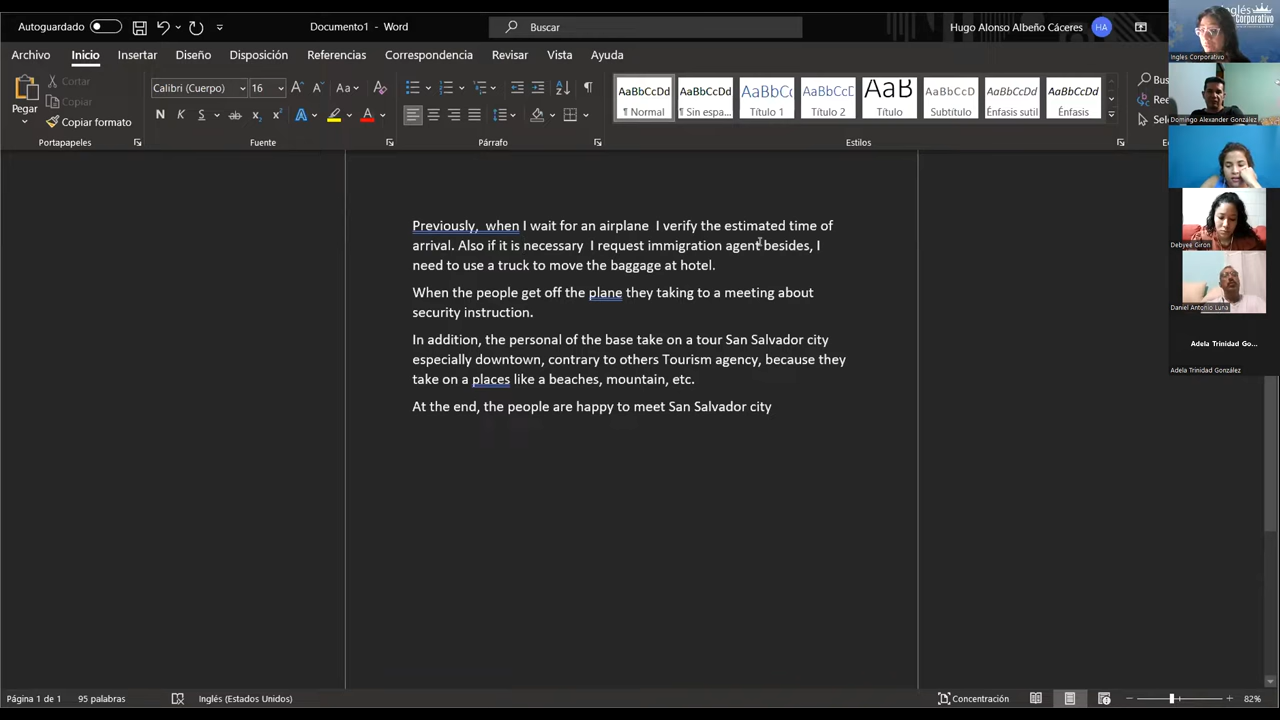 Autoguardado
Documento1 - Word
Buscar
Hugo Alonso Albeño Cáceres
HA
Archivo Inicio Insertar Diseño Disposición Referencias Correspondencia Revisar Vista Ayuda
Pegar
Cortar
Copiar
Copiar formato
Portapapeles
Calibri (Cuerpo) 16
Fuente
Párrafo
AaBbCcDd AaBbCcDd AaBbCc AaBbCcD AaB AaBbCcD AaBbCcDd AaBbCcDd
¶ Normal ¶ Sin espa... Título 1 Título 2 Título Subtítulo Énfasis sutil Énfasis
Estilos
Previously, when I wait for an airplane I verify the estimated time of
arrival. Also if it is necessary I request immigration agent besides, I
need to use a truck to move the baggage at hotel.
When the people get off the plane they taking to a meeting about
security instruction.
In addition, the personal of the base take on a tour San Salvador city
especially downtown, contrary to others Tourism agency, because they
take on a places like a beaches, mountain, etc.
At the end, the people are happy to meet San Salvador city
Página 1 de 1 95 palabras Inglés (Estados Unidos)
Concentración
82%
Inglés Corporativo
Ingles Corporativo
Domingo Alexander González
Debyee Girón
Daniel Antonio Luna
Adela Trinidad Go...
Adela Trinidad González